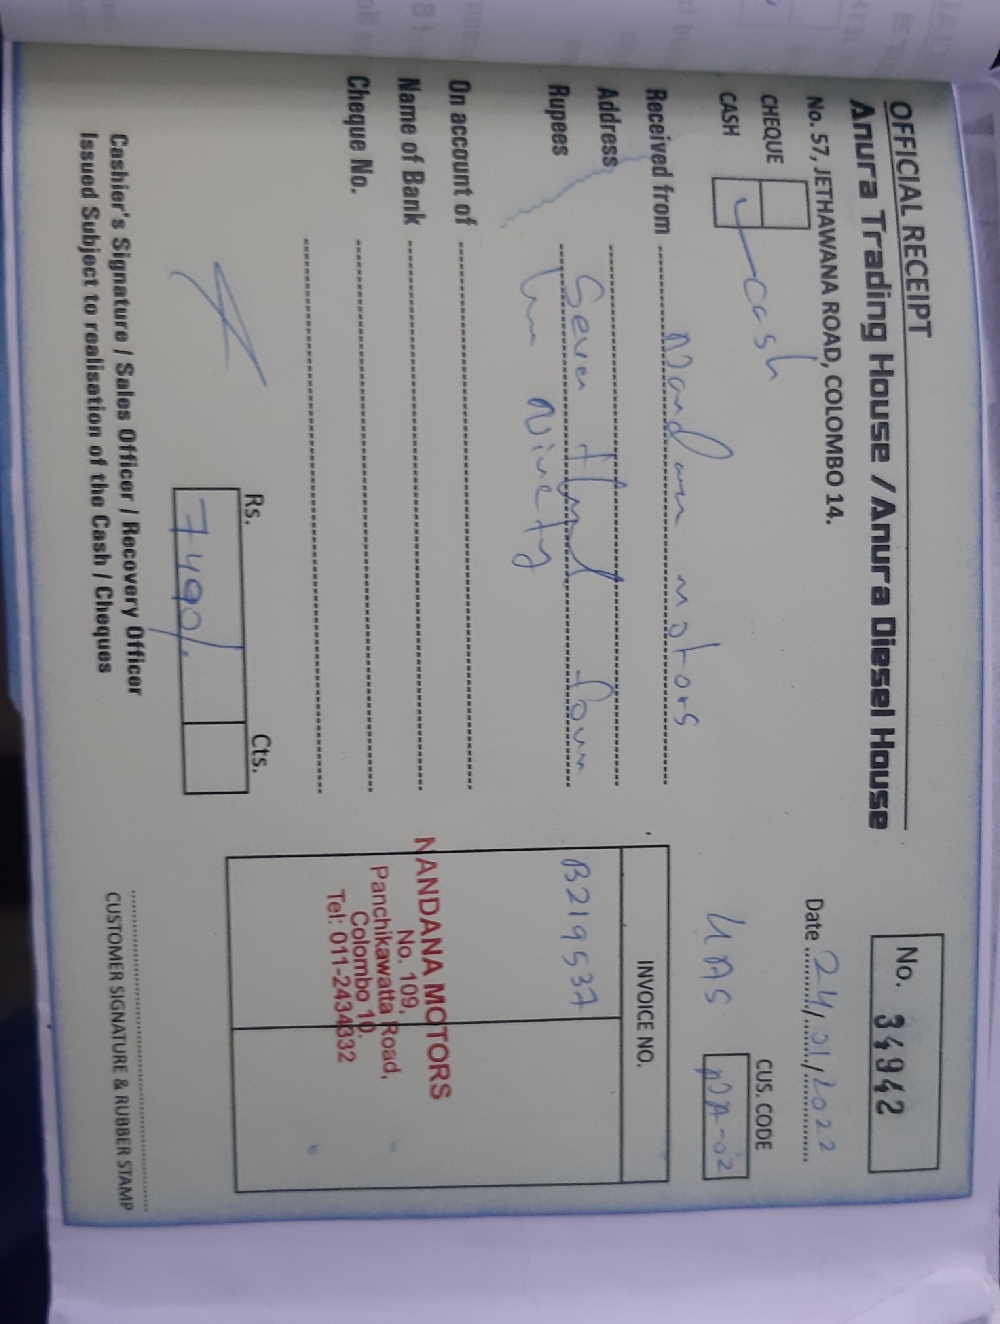 OFFICIAL RECEIPT
Anura Trading House / Anura Diesel House
No. 57, JETHAWANA ROAD, COLOMBO 14.
No. 34942
Date 24/01/2022
CHEQUE
CASH cash
CUS. CODE
NA-02
Received from Nandana motors
Address
Rupees Seven
Ninety
On account of
Name of Bank
Cheque No.
INVOICE NO.
B219537
NANDANA MOTORS
No. 109,
Panchikawatta Road,
Colombo 10.
Tel: 011-2434332
Rs. Cts.
7490/.
Cashier's Signature / Sales Officer / Recovery Officer
Issued Subject to realisation of the Cash / Cheques
CUSTOMER SIGNATURE & RUBBER STAMP